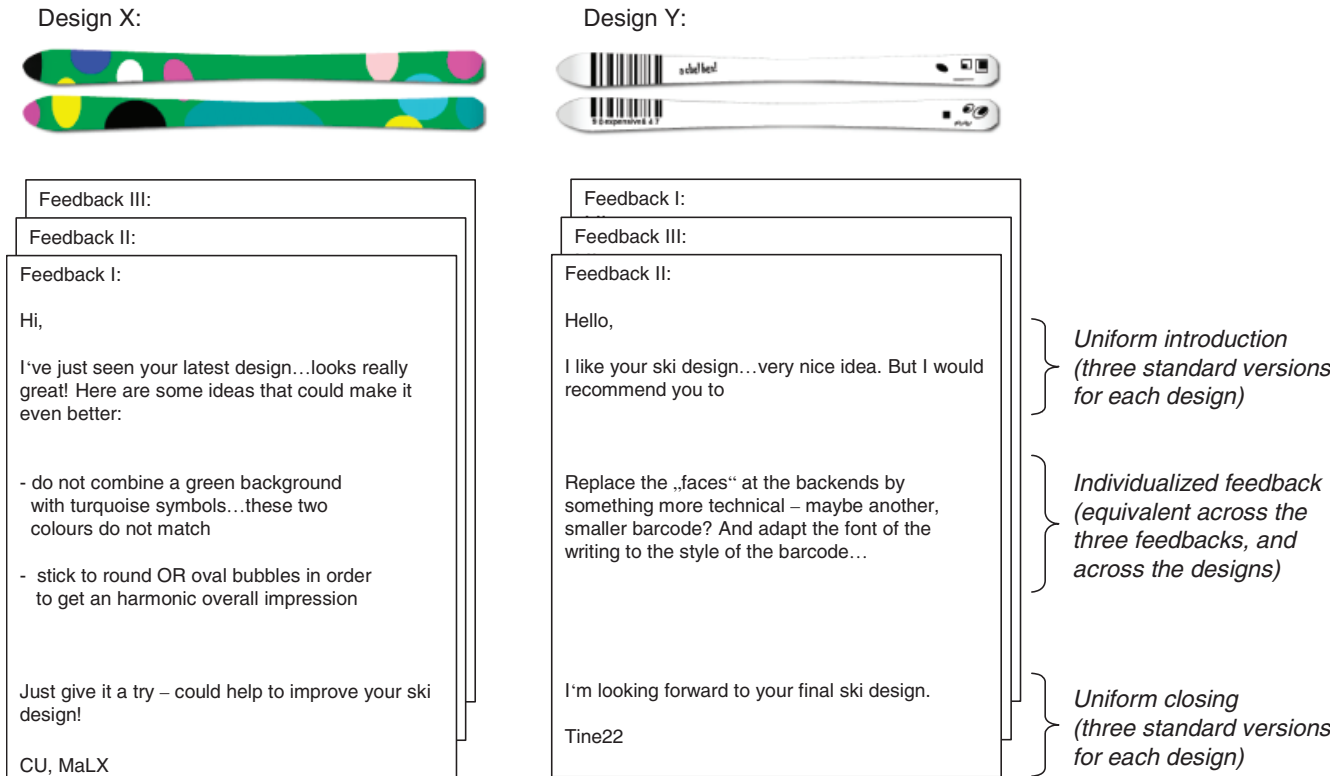 Design X:
Design Y:
a chef hex!
90expensive647
Feedback III:
Feedback II:
Feedback I:
Hi,
I‘ve just seen your latest design…looks really
great! Here are some ideas that could make it
even better:
- do not combine a green background
with turquoise symbols…these two
colours do not match
- stick to round OR oval bubbles in order
to get an harmonic overall impression
Just give it a try – could help to improve your ski
design!
CU, MaLX
Feedback I:
Feedback III:
Feedback II:
Hello,
I like your ski design…very nice idea. But I would
recommend you to
Replace the „faces“ at the backends by
something more technical – maybe another,
smaller barcode? And adapt the font of the
writing to the style of the barcode…
I‘m looking forward to your final ski design.
Tine22
Uniform introduction
(three standard versions
for each design)
Individualized feedback
(equivalent across the
three feedbacks, and
across the designs)
Uniform closing
(three standard versions
for each design)